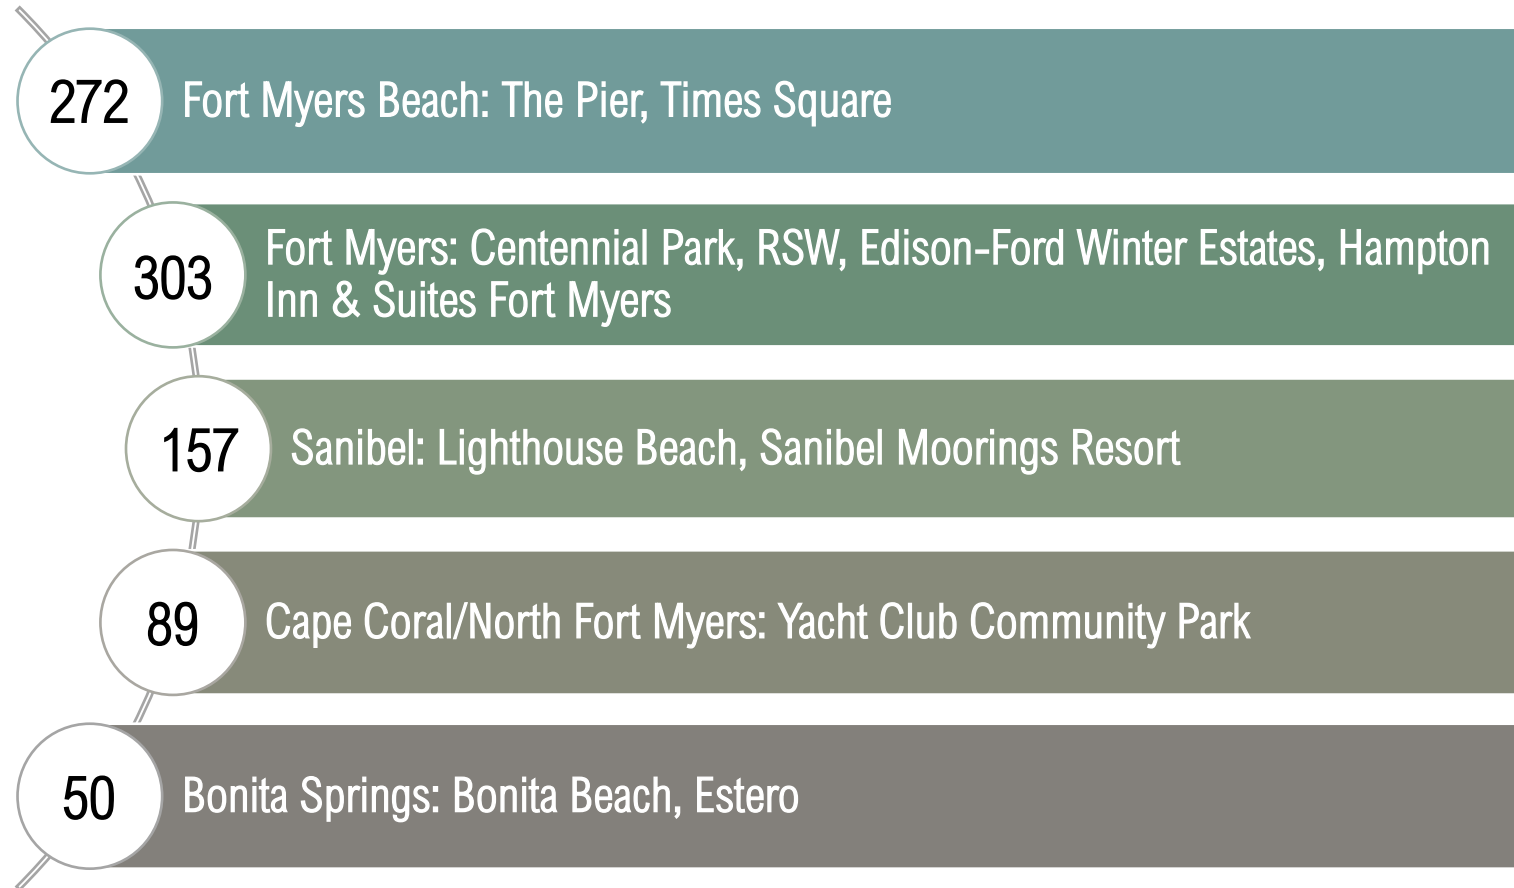 272
Fort Myers Beach: The Pier, Times Square
303
Fort Myers: Centennial Park, RSW, Edison-Ford Winter Estates, Hampton
Inn & Suites Fort Myers
157
Sanibel: Lighthouse Beach, Sanibel Moorings Resort
89
Cape Coral/North Fort Myers: Yacht Club Community Park
50
Bonita Springs: Bonita Beach, Estero